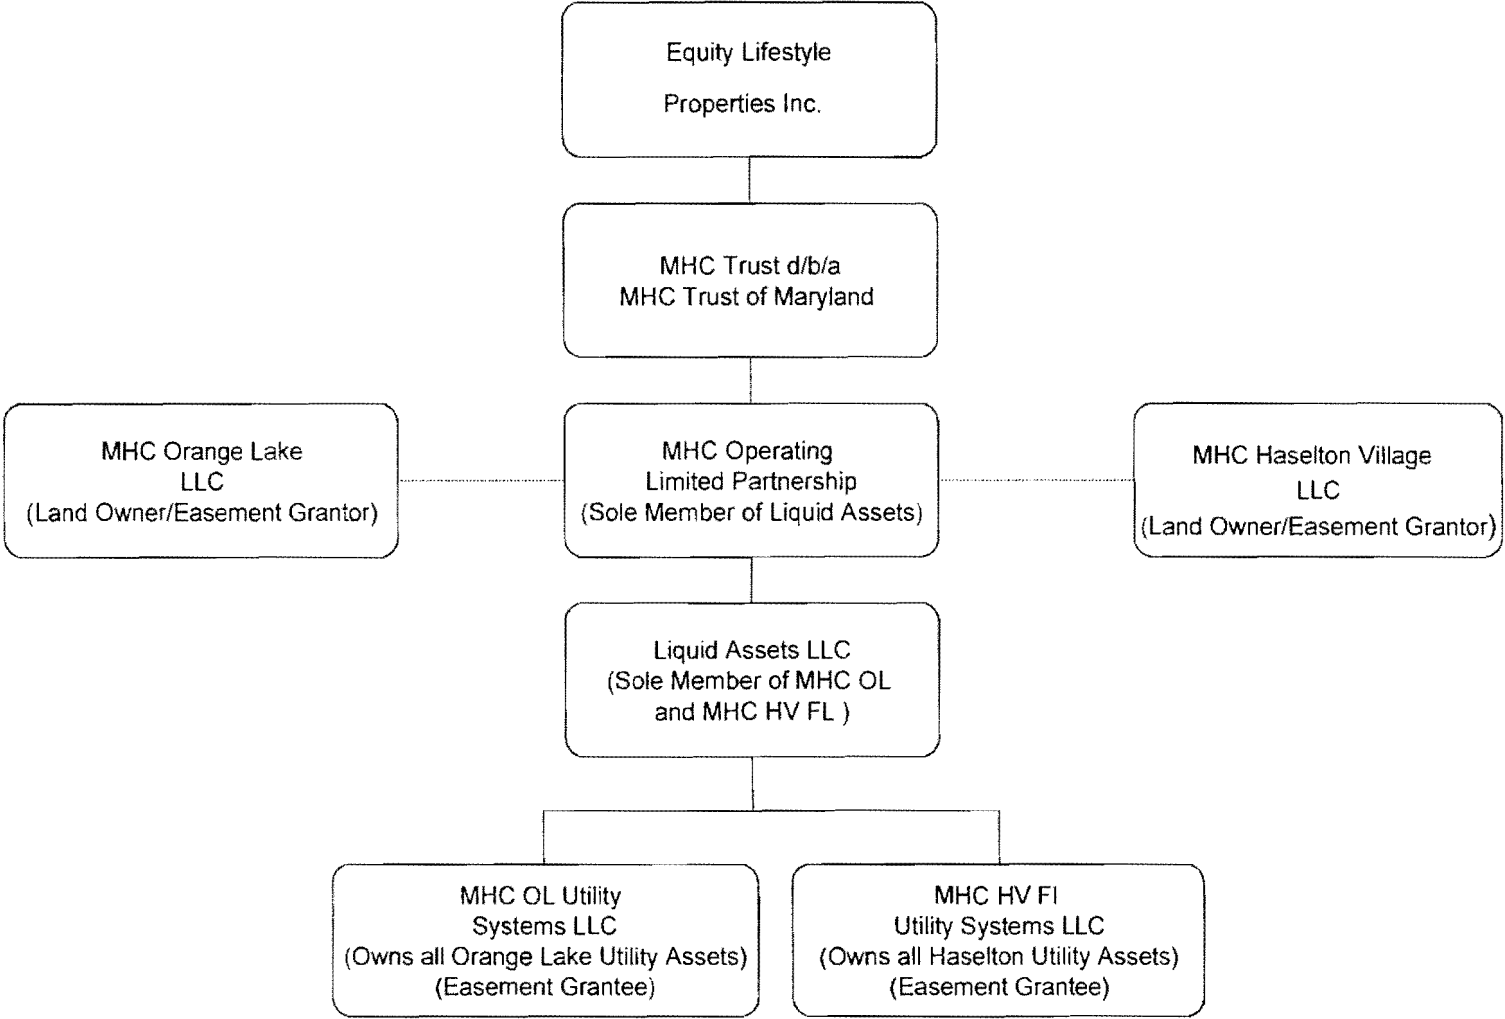 Equity Lifestyle
Properties Inc.
MHC Trust d/b/a
MHC Trust of Maryland
MHC Orange Lake
LLC
(Land Owner/Easement Grantor)
MHC Operating
Limited Partnership
(Sole Member of Liquid Assets)
MHC Haselton Village
LLC
(Land Owner/Easement Grantor)
Liquid Assets LLC
(Sole Member of MHC OL
and MHC HV FL )
MHC OL Utility
Systems LLC
(Owns all Orange Lake Utility Assets)
(Easement Grantee)
MHC HV Fl
Utility Systems LLC
(Owns all Haselton Utility Assets)
(Easement Grantee)